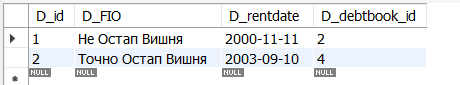 D_id D_FIO D_rentdate D_debtbook_id
1 Не Остап Вишня 2000-11-11 2
2 Точно Остап Вишня 2003-09-10 4
NULL NULL NULL NULL